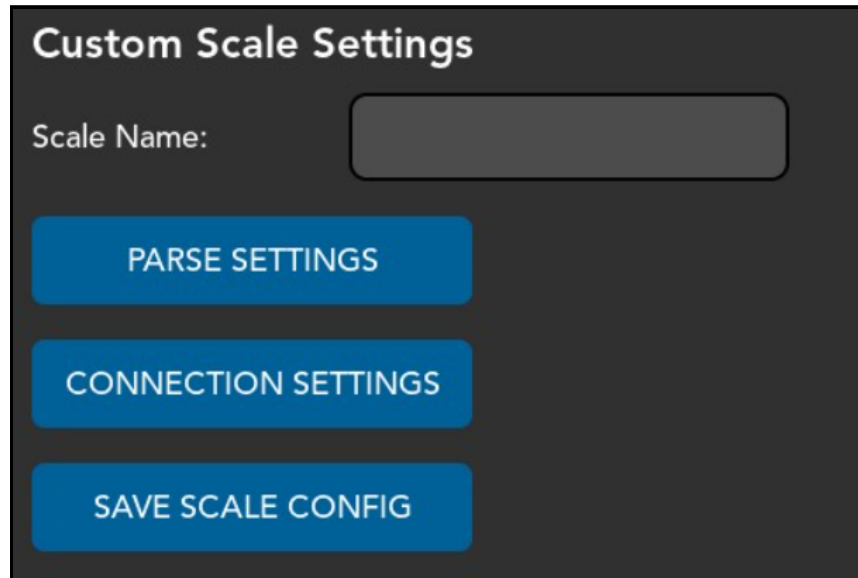 Custom Scale Settings
Scale Name:
PARSE SETTINGS
CONNECTION SETTINGS
SAVE SCALE CONFIG